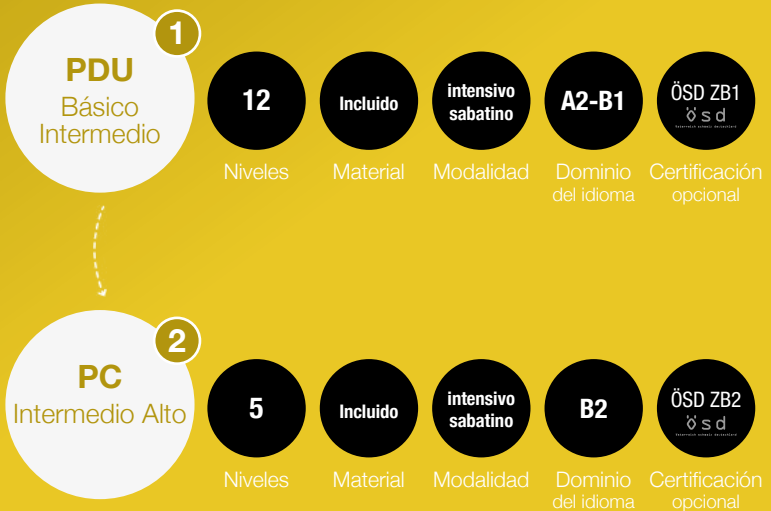 1
PDU
Básico
Intermedio
12
Incluido
intensivo
sabatino
A2-B1
ÖSD ZB1
ösd
Niveles
Material
Modalidad
Dominio
del idioma
Certificación
opcional
2
PC
Intermedio Alto
5
Incluido
intensivo
sabatino
B2
ÖSD ZB2
ösd
Niveles
Material
Modalidad
Dominio
del idioma
Certificación
opcional